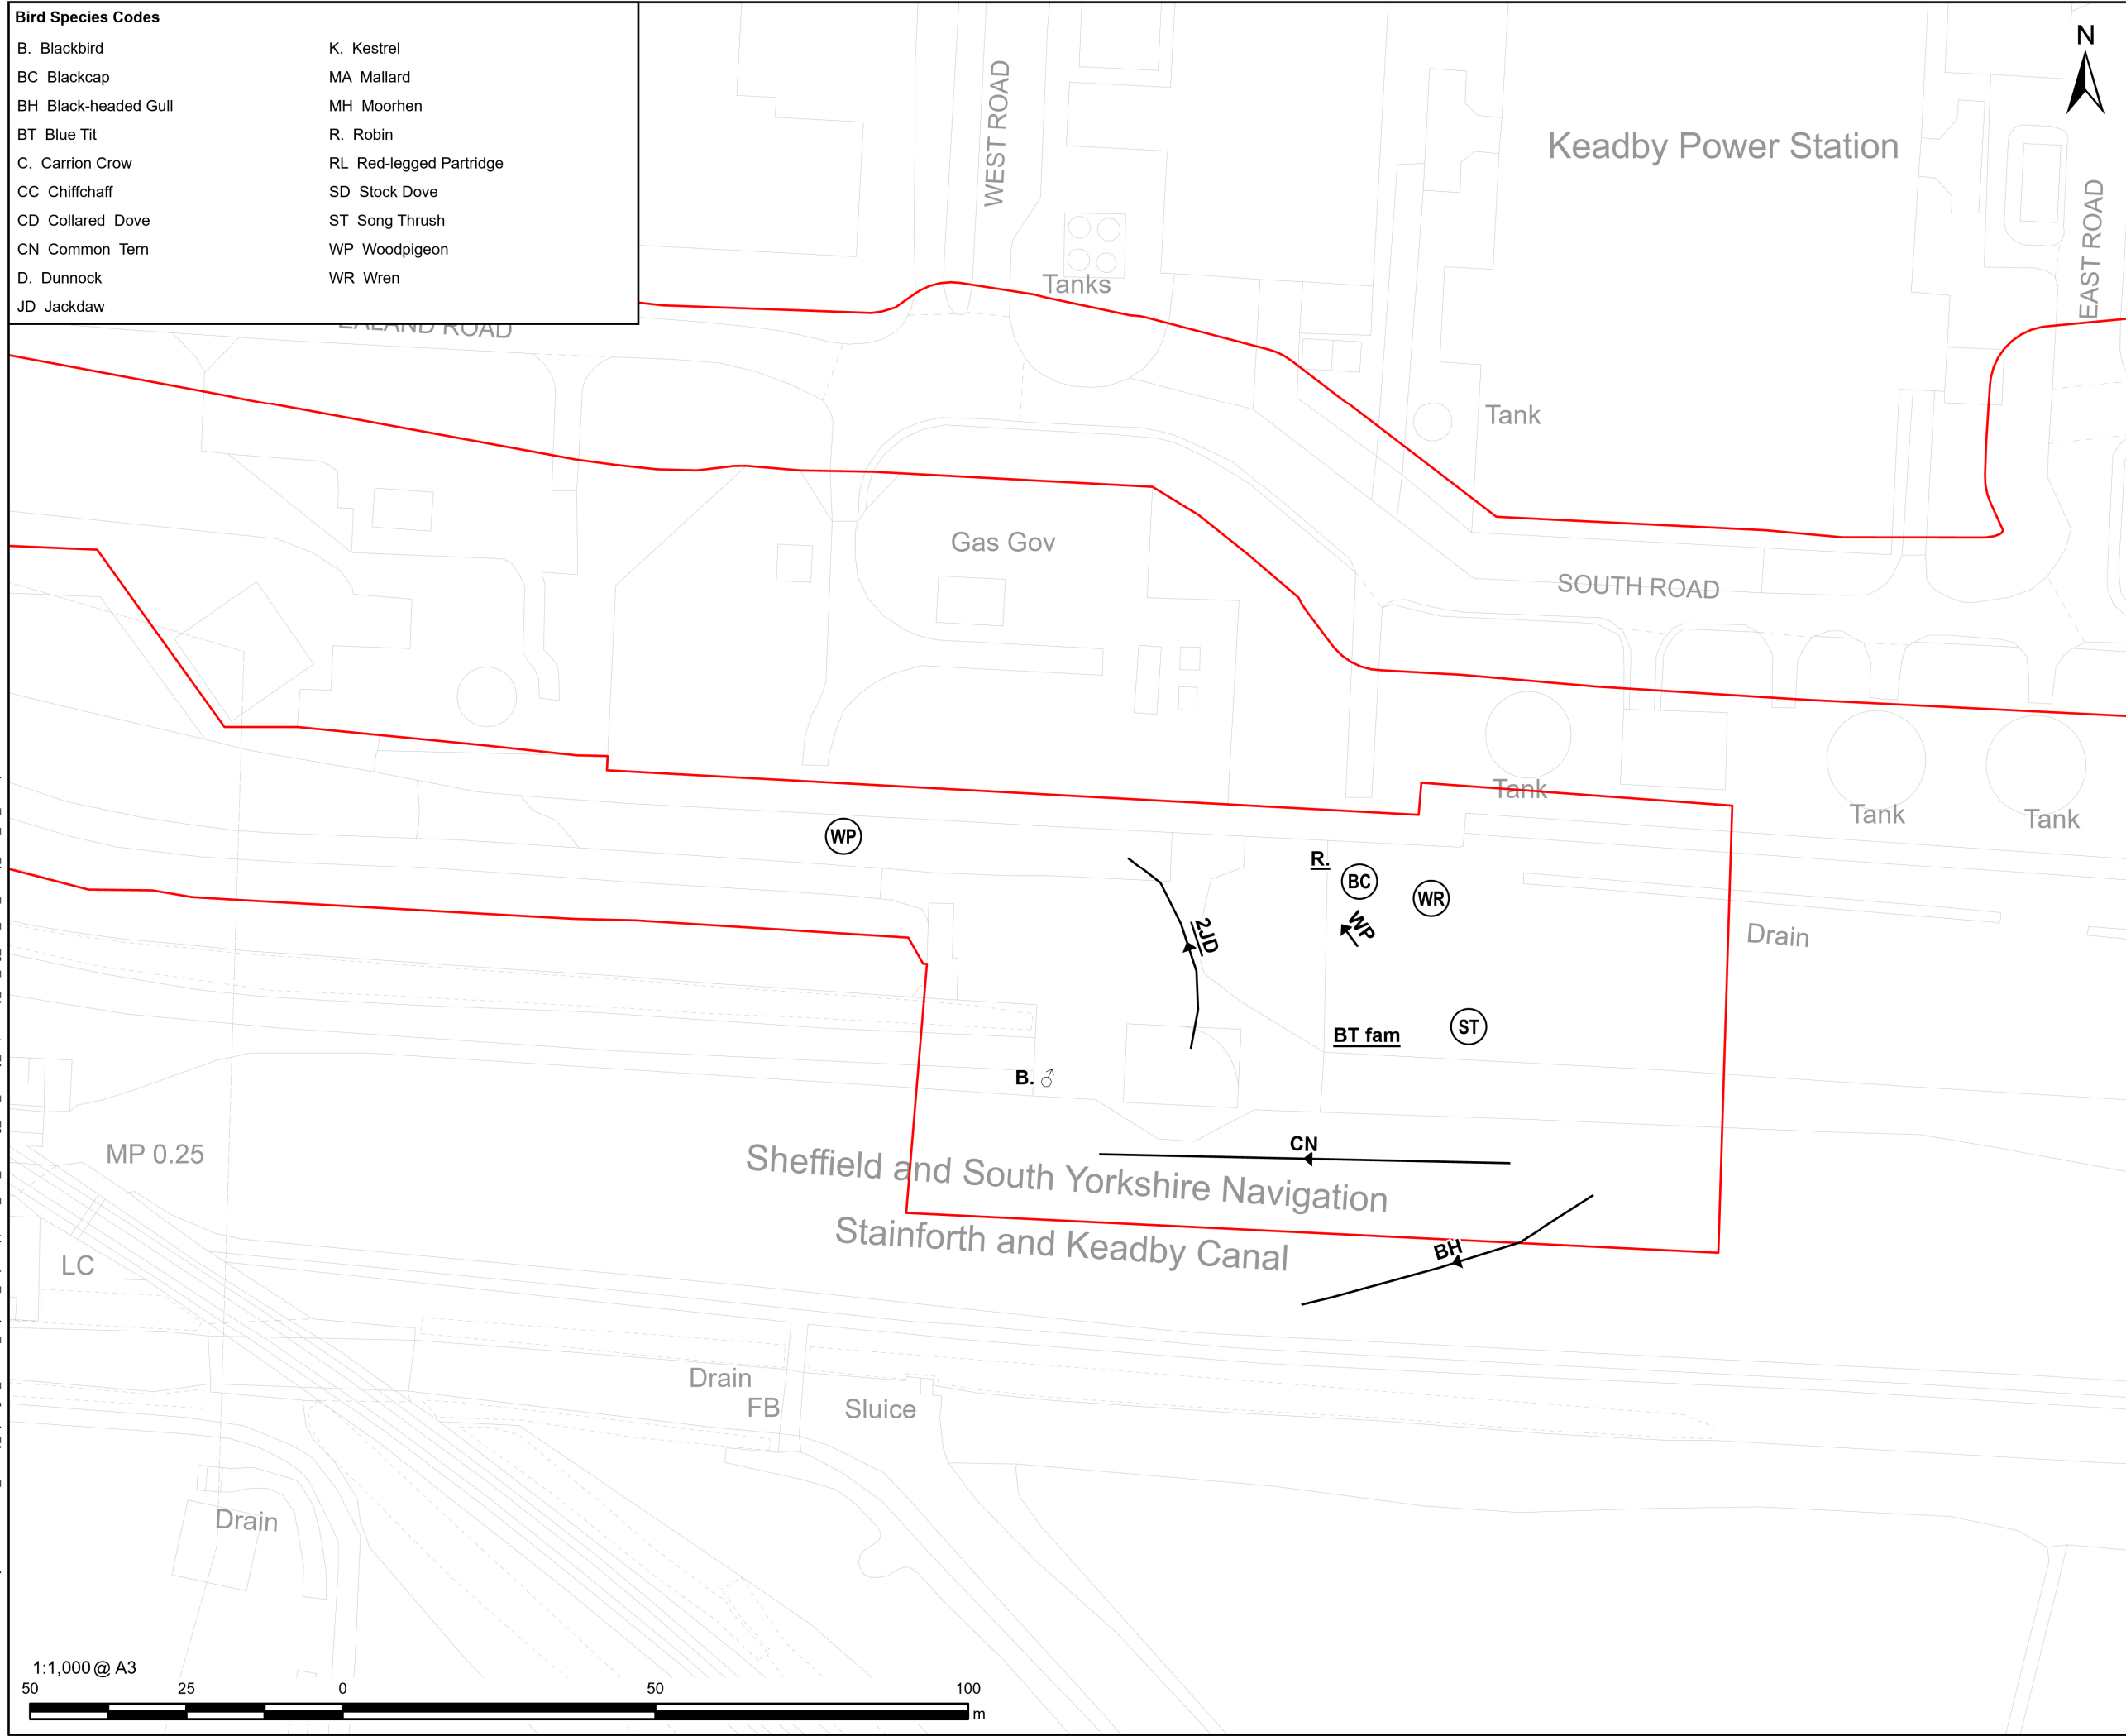 Bird Species Codes
B. Blackbird
BC Blackcap
BH Black-headed Gull
BT Blue Tit
C. Carrion Crow
CC Chiffchaff
CD Collared Dove
CN Common Tern
D. Dunnock
JD Jackdaw
K. Kestrel
MA Mallard
MH Moorhen
R. Robin
RL Red-legged Partridge
SD Stock Dove
ST Song Thrush
WP Woodpigeon
WR Wren
N
WEST ROAD
Keadby Power Station
EAST ROAD
Tanks
EALAND ROAD
Tank
Gas Gov
SOUTH ROAD
Tank
Tank
Tank
WP
R.
BC
WR
WP
2JD
Drain
ST
BT fam
B. ♂
CN
MP 0.25
Sheffield and South Yorkshire Navigation
Stainforth and Keadby Canal
BH
LC
Drain
FB
Sluice
Drain
1:1,000 @ A3
50 25 0 50 100
m